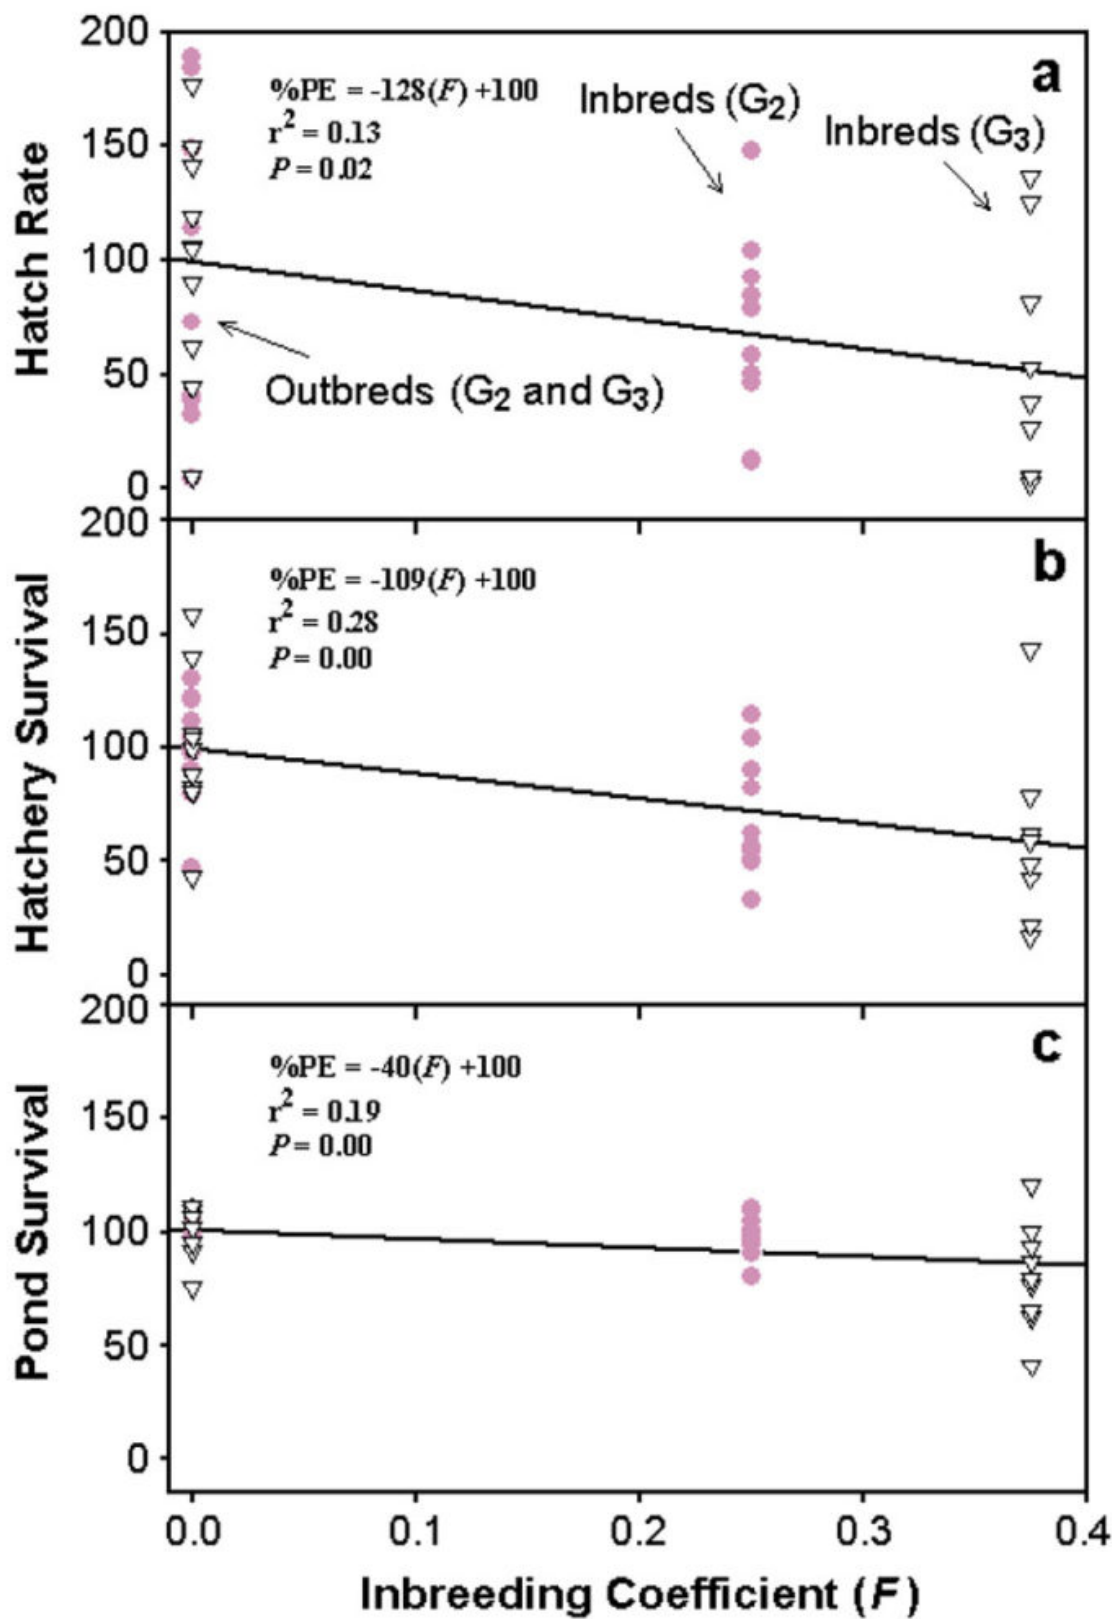 200
150
100
50
0
Hatch Rate
a
%PE = -128(F) +100
r² = 0.13
P = 0.02
Inbreds (G₂)
Inbreds (G₃)
Outbreds (G₂ and G₃)
200
150
100
50
0
Hatchery Survival
b
%PE = -109(F) +100
r² = 0.28
P = 0.00
200
150
100
50
0
Pond Survival
c
%PE = -40(F) +100
r² = 0.19
P = 0.00
0.0 0.1 0.2 0.3 0.4
Inbreeding Coefficient (F)